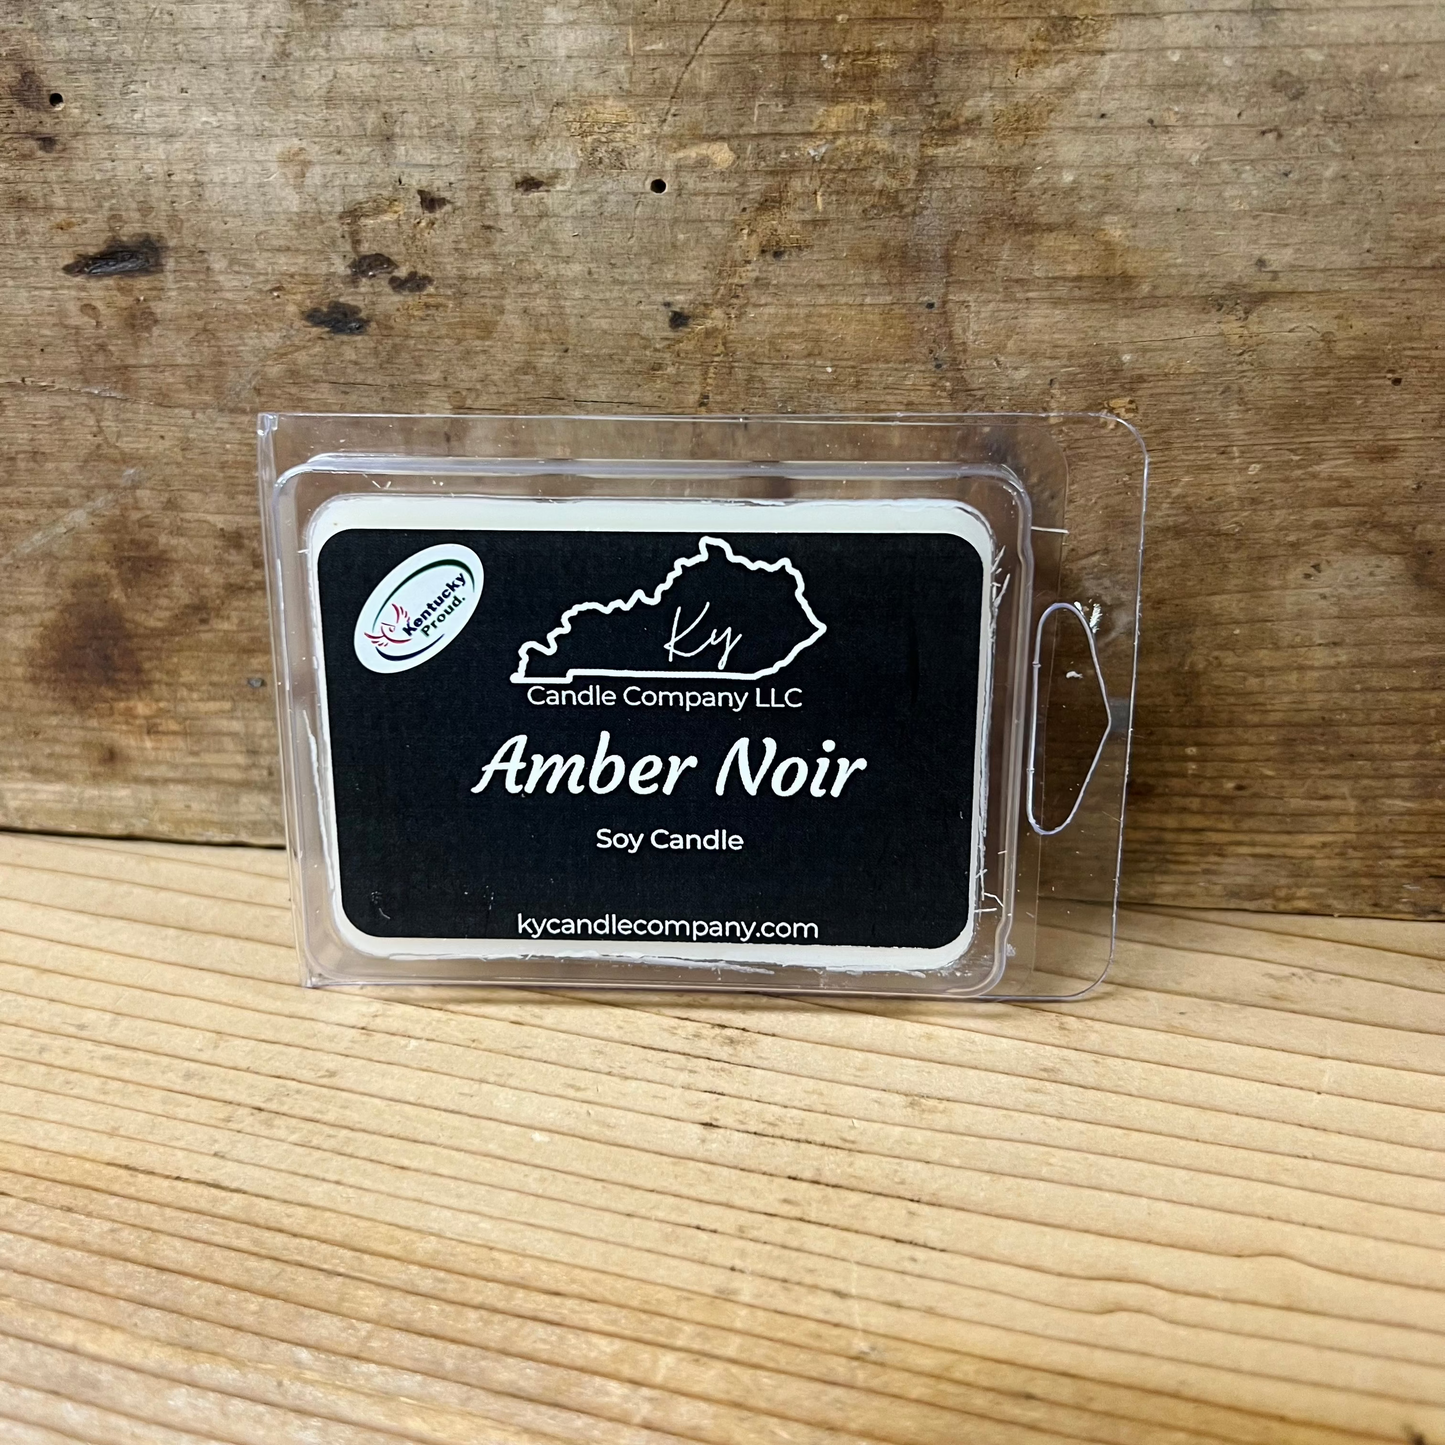 Kentucky
Proud.
Ky
Candle Company LLC
Amber Noir
Soy Candle
kycandlecompany.com